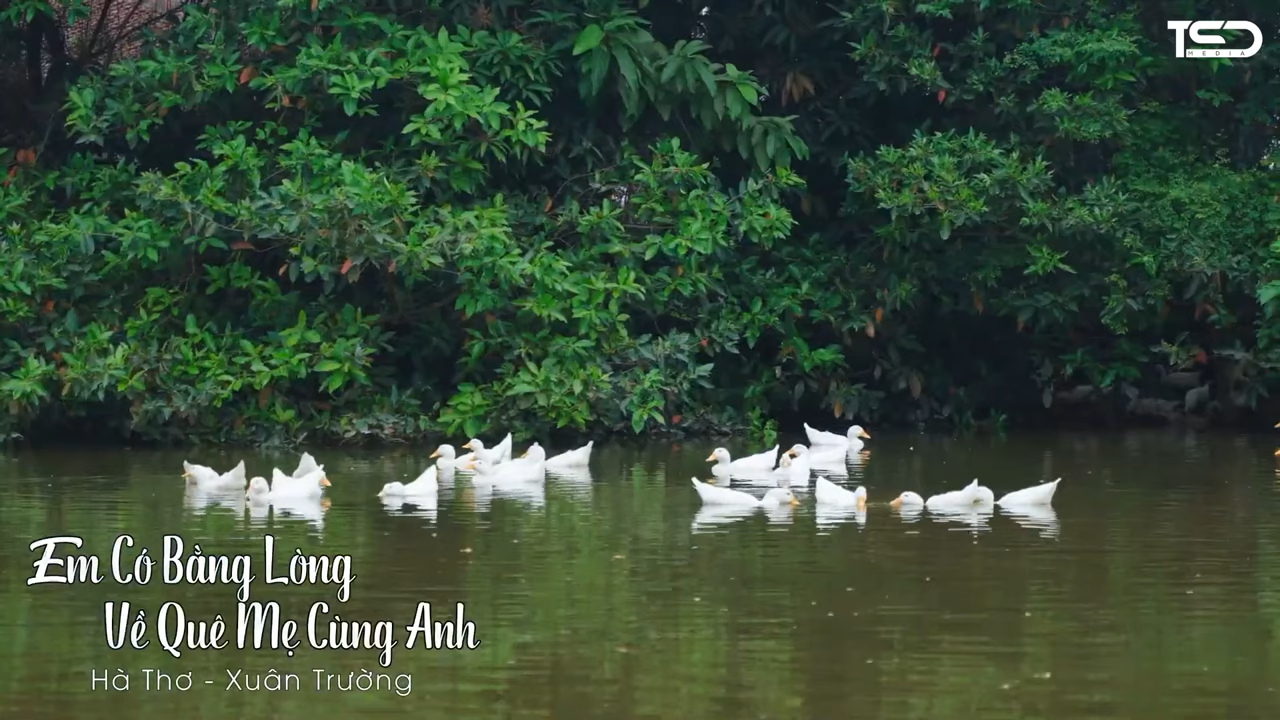 TSD
MEDIA
Em Có Bằng Lòng
Về Quê Mẹ Cùng Anh
Hà Thơ - Xuân Trường